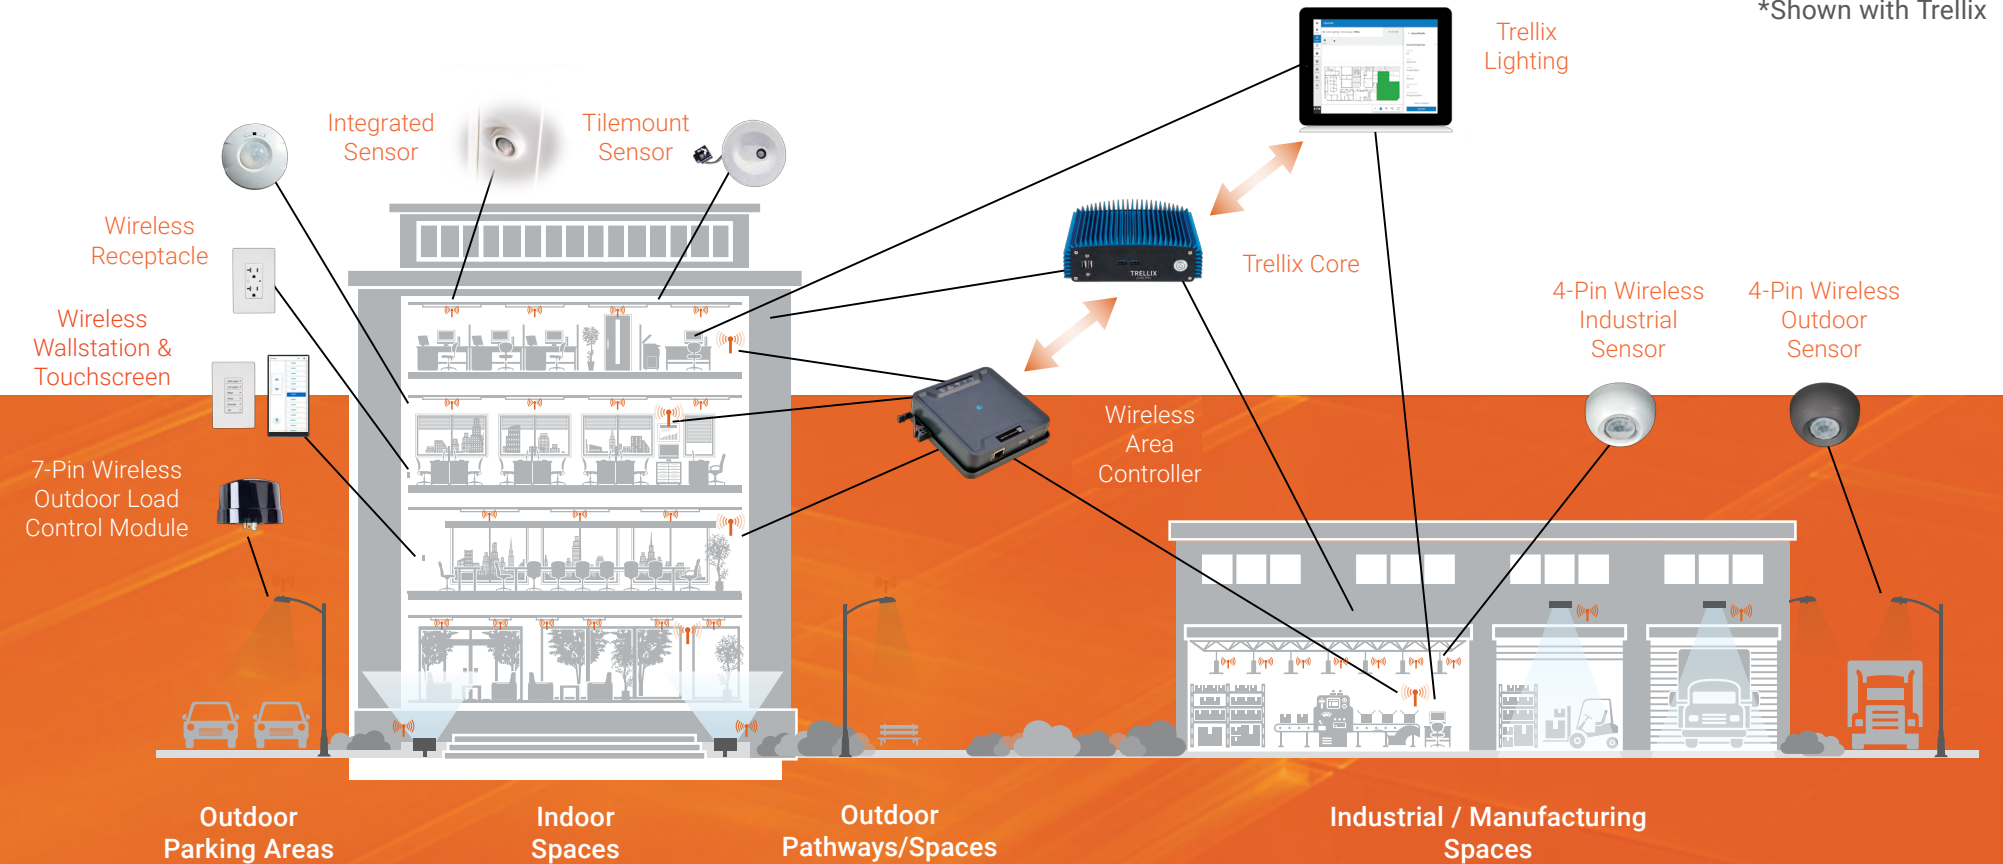 *Shown with Trellix
Trellix
Lighting
Integrated
Sensor
Tilemount
Sensor
Wireless
Receptacle
Trellix Core
TRELLIX
4-Pin Wireless
Industrial
Sensor
4-Pin Wireless
Outdoor
Sensor
Wireless
Wallstation &
Touchscreen
Wireless
Area
Controller
7-Pin Wireless
Outdoor Load
Control Module
Outdoor
Parking Areas
Indoor
Spaces
Outdoor
Pathways/Spaces
Industrial / Manufacturing
Spaces